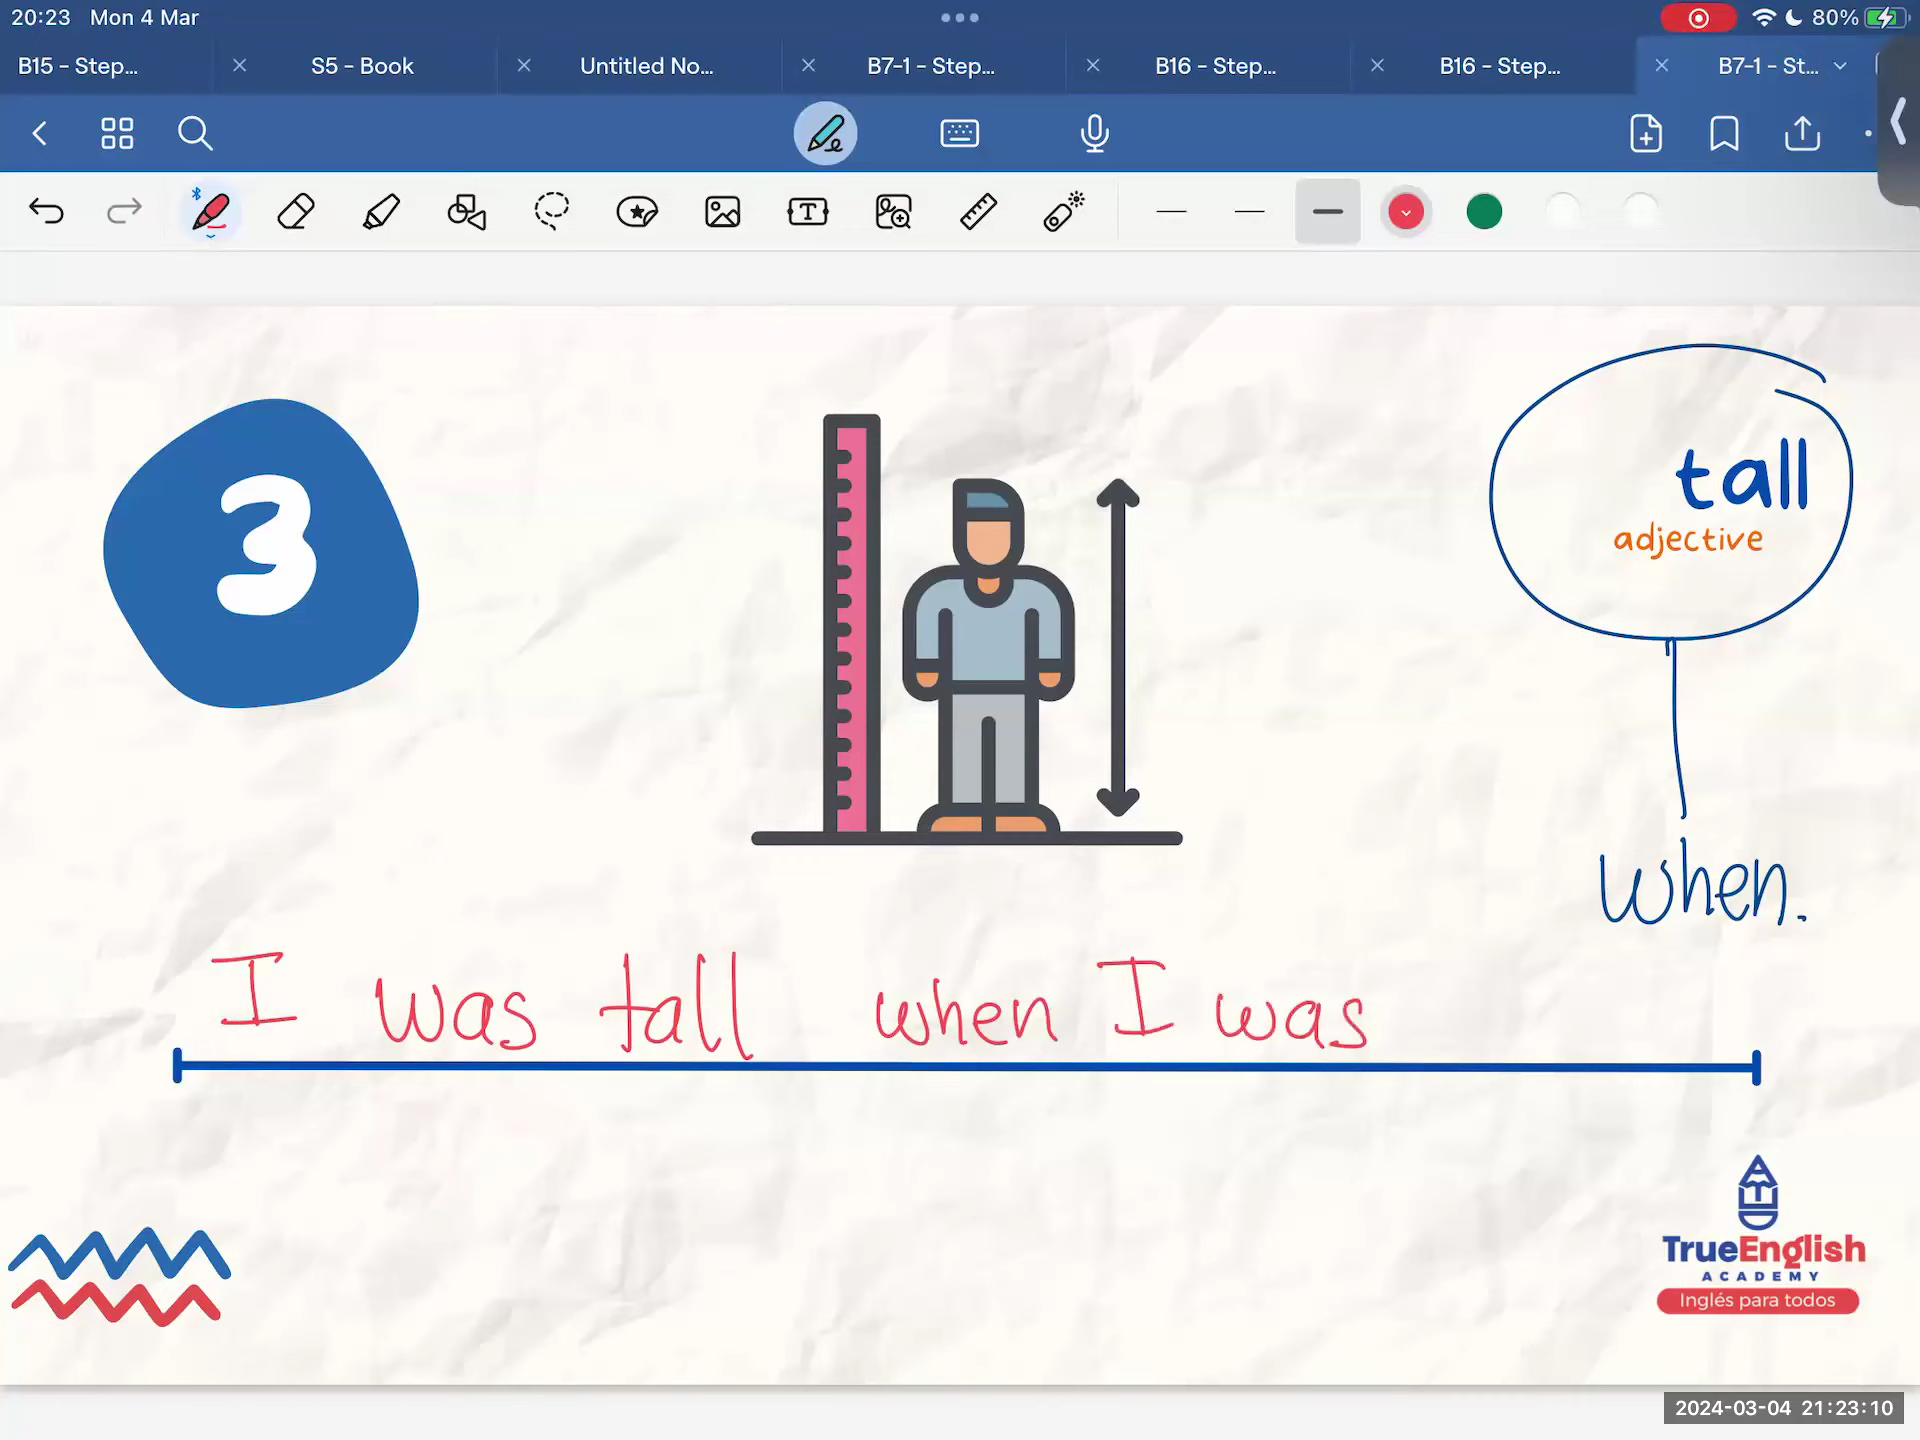 20:23 Mon 4 Mar
80%
B15 - Step...
S5 - Book
Untitled No...
B7-1 - Step...
B16 - Step...
B16 - Step...
B7-1 - St...
3
tall
adjective
when.
I was tall when I was
TrueEnglish
ACADEMY
Inglés para todos
2024-03-04 21:23:10